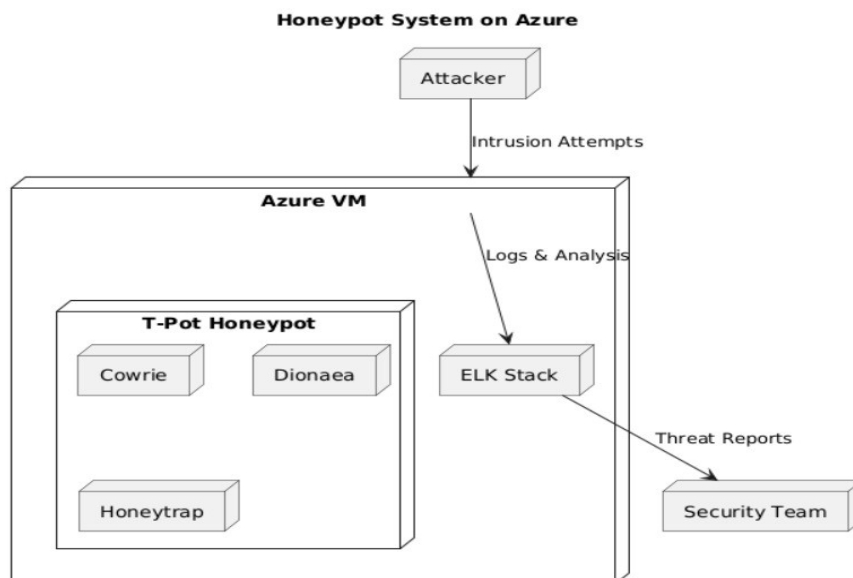 Honeypot System on Azure
Attacker
Intrusion Attempts
Azure VM
Logs & Analysis
T-Pot Honeypot
Cowrie
Dionaea
ELK Stack
Threat Reports
Honeytrap
Security Team